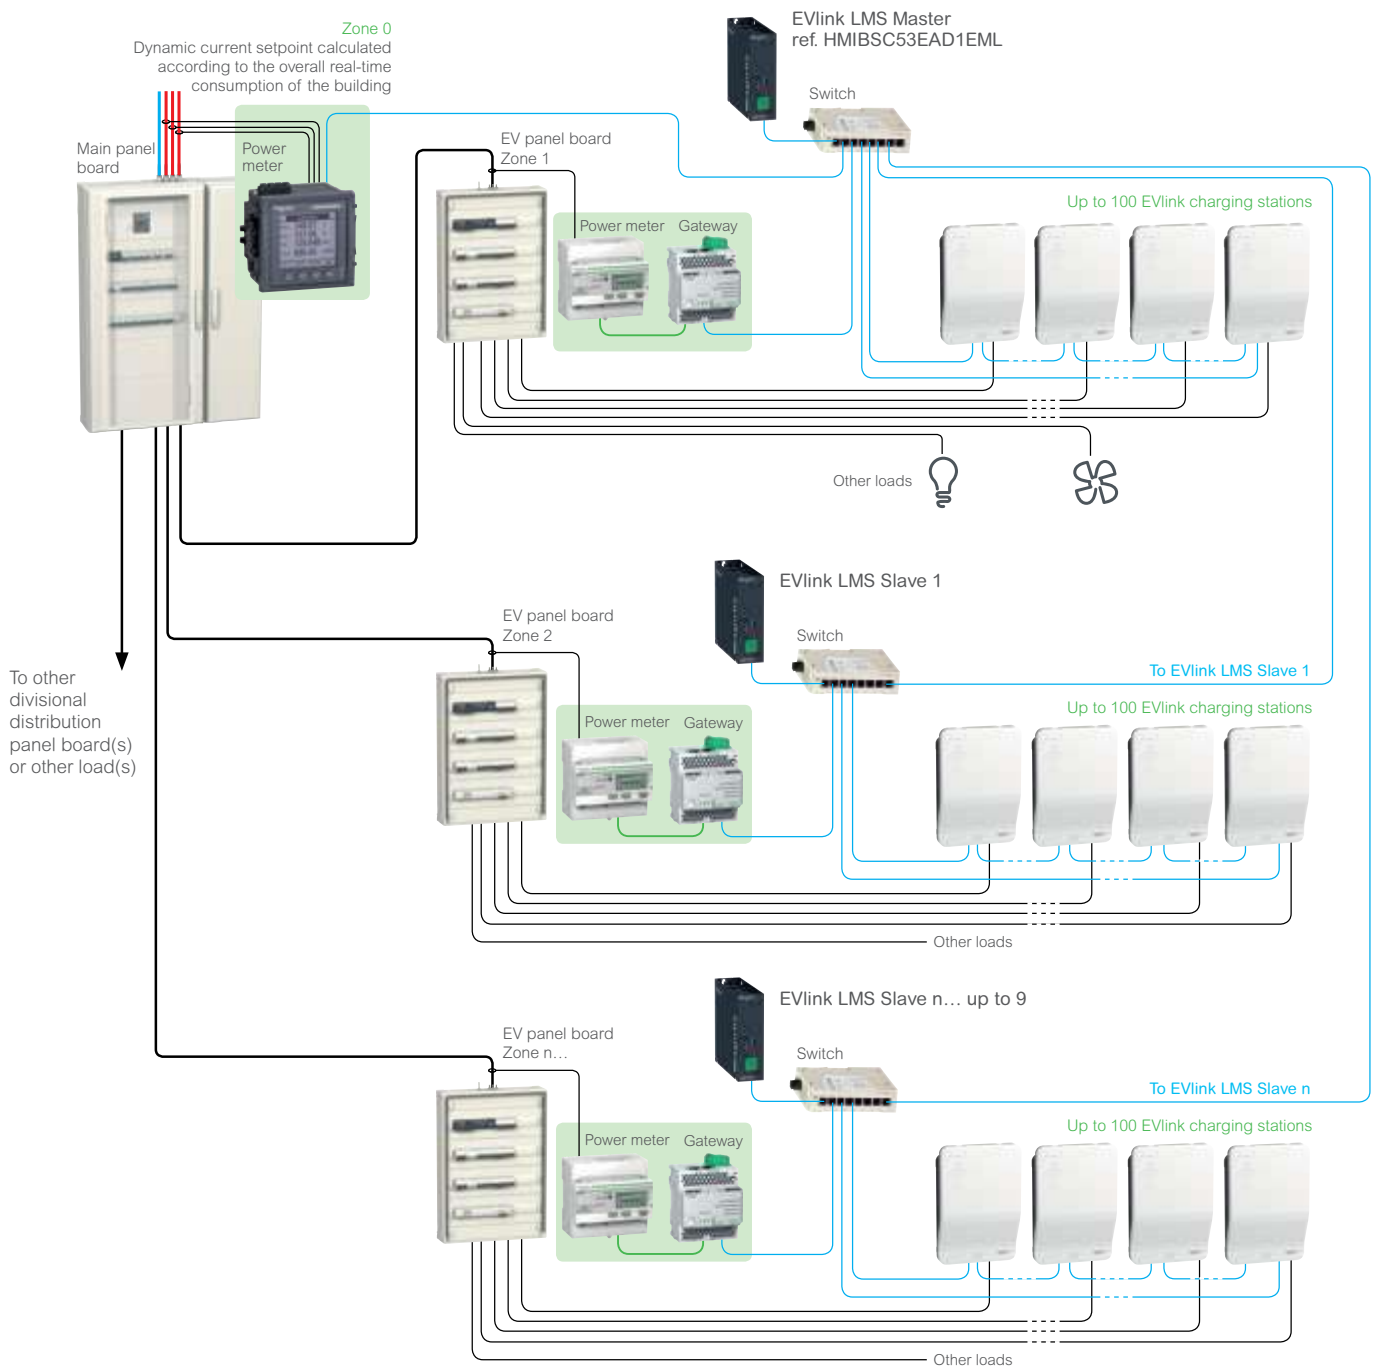 Zone 0
Dynamic current setpoint calculated
according to the overall real-time
consumption of the building
Main panel
board
Power
meter
EVlink LMS Master
ref. HMIBSC53EAD1EML
Switch
EV panel board
Zone 1
Power meter
Gateway
Up to 100 EVlink charging stations
Other loads
EVlink LMS Slave 1
Switch
EV panel board
Zone 2
To EVlink LMS Slave 1
Power meter
Gateway
Up to 100 EVlink charging stations
To other
divisional
distribution
panel board(s)
or other load(s)
Other loads
EVlink LMS Slave n... up to 9
Switch
EV panel board
Zone n...
To EVlink LMS Slave n
Power meter
Gateway
Up to 100 EVlink charging stations
Other loads